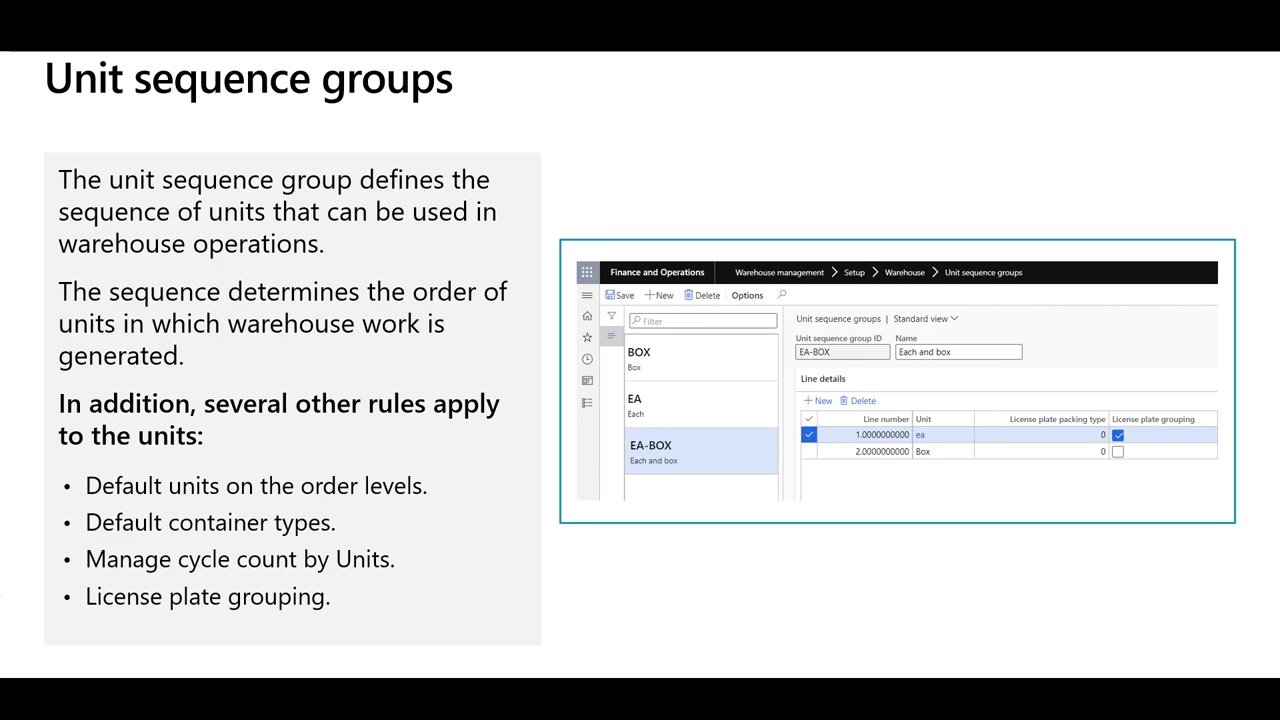 Unit sequence groups
The unit sequence group defines the
sequence of units that can be used in
warehouse operations.
The sequence determines the order of
units in which warehouse work is
generated.
In addition, several other rules apply
to the units:
• Default units on the order levels.
• Default container types.
• Manage cycle count by Units.
• License plate grouping.
Finance and Operations Warehouse management Setup Warehouse Unit sequence groups
Save New Delete Options
Filter
BOX
Box
EA
Each
EA-BOX
Each and box
Unit sequence groups | Standard view
Unit sequence group ID Name
EA-BOX Each and box
Line details
New Delete
Line number Unit License plate packing type License plate grouping
1.0000000000 ea 0
2.0000000000 Box 0